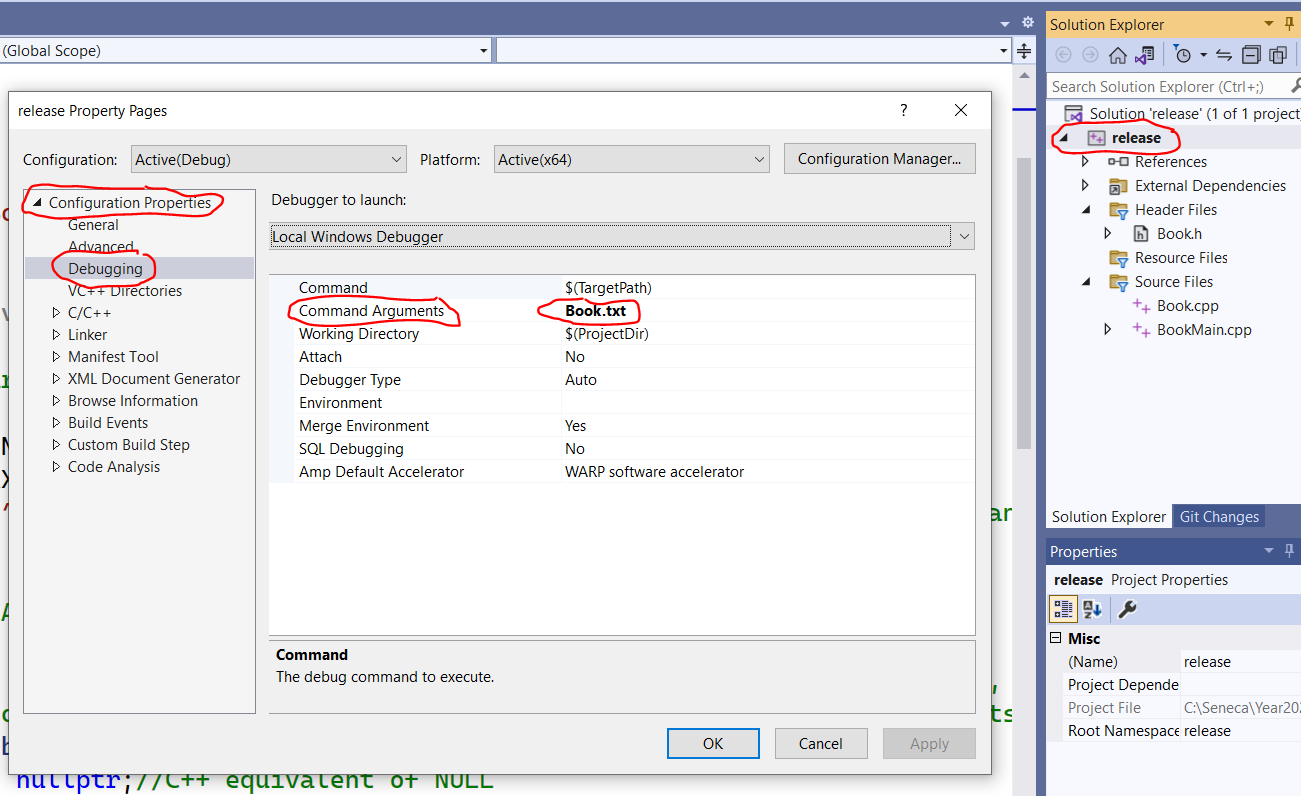 (Global Scope)
release Property Pages
?
Configuration: Active(Debug) Platform: Active(x64) Configuration Manager...
Configuration Properties
General
Advanced
Debugging
VC++ Directories
C/C++
Linker
Manifest Tool
XML Document Generator
Browse Information
Build Events
Custom Build Step
Code Analysis
Debugger to launch:
Local Windows Debugger
Command $(TargetPath)
Command Arguments Book.txt
Working Directory $(ProjectDir)
Attach No
Debugger Type Auto
Environment
Merge Environment Yes
SQL Debugging No
Amp Default Accelerator WARP software accelerator
Command
The debug command to execute.
OK Cancel Apply
nullptr;//C++ equivalent of NULL
Solution Explorer
Search Solution Explorer (Ctrl+;)
Solution 'release' (1 of 1 project)
release
References
External Dependencies
Header Files
Book.h
Resource Files
Source Files
Book.cpp
BookMain.cpp
Solution Explorer Git Changes
Properties
release Project Properties
Misc
(Name) release
Project Depende
Project File C:\Seneca\Year202
Root Namespace release